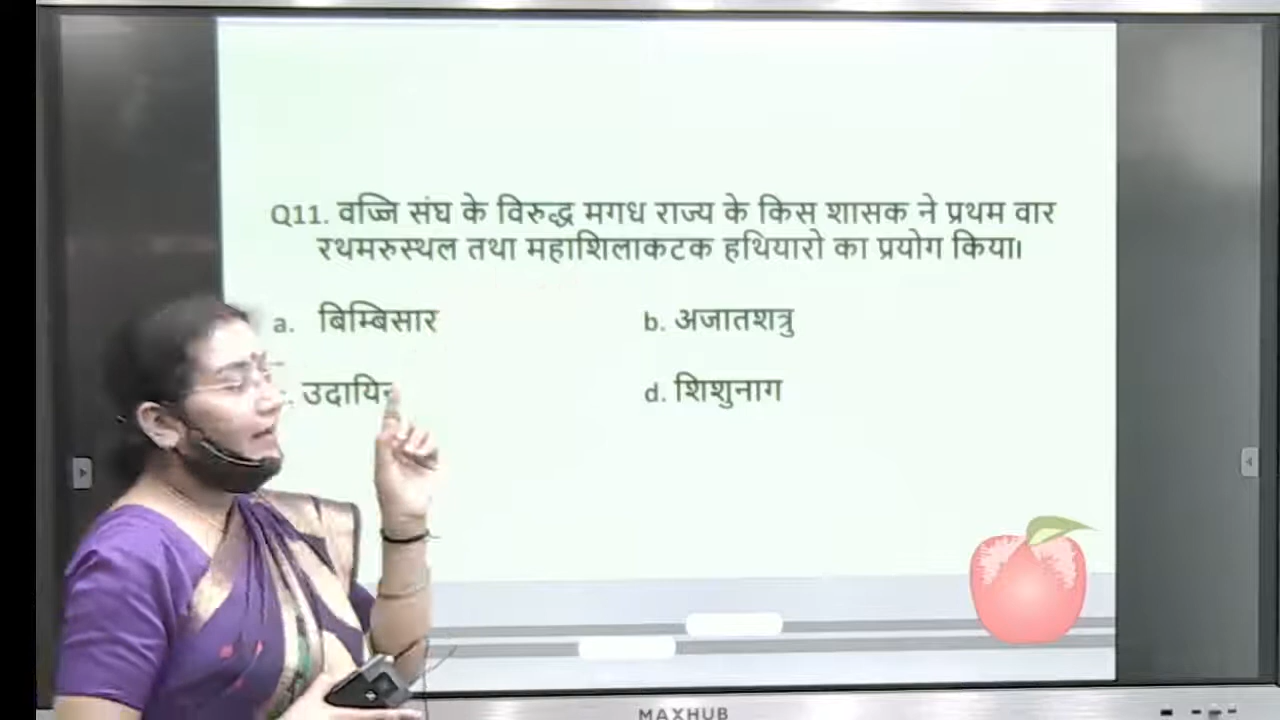 Q11. वज्जि संघ के विरुद्ध मगध राज्य के किस शासक ने प्रथम वार
रथमरुस्थल तथा महाशिलाकटक हथियारो का प्रयोग किया।
a. बिम्बिसार
b. अजातशत्रु
d. शिशुनाग
MAXHUB